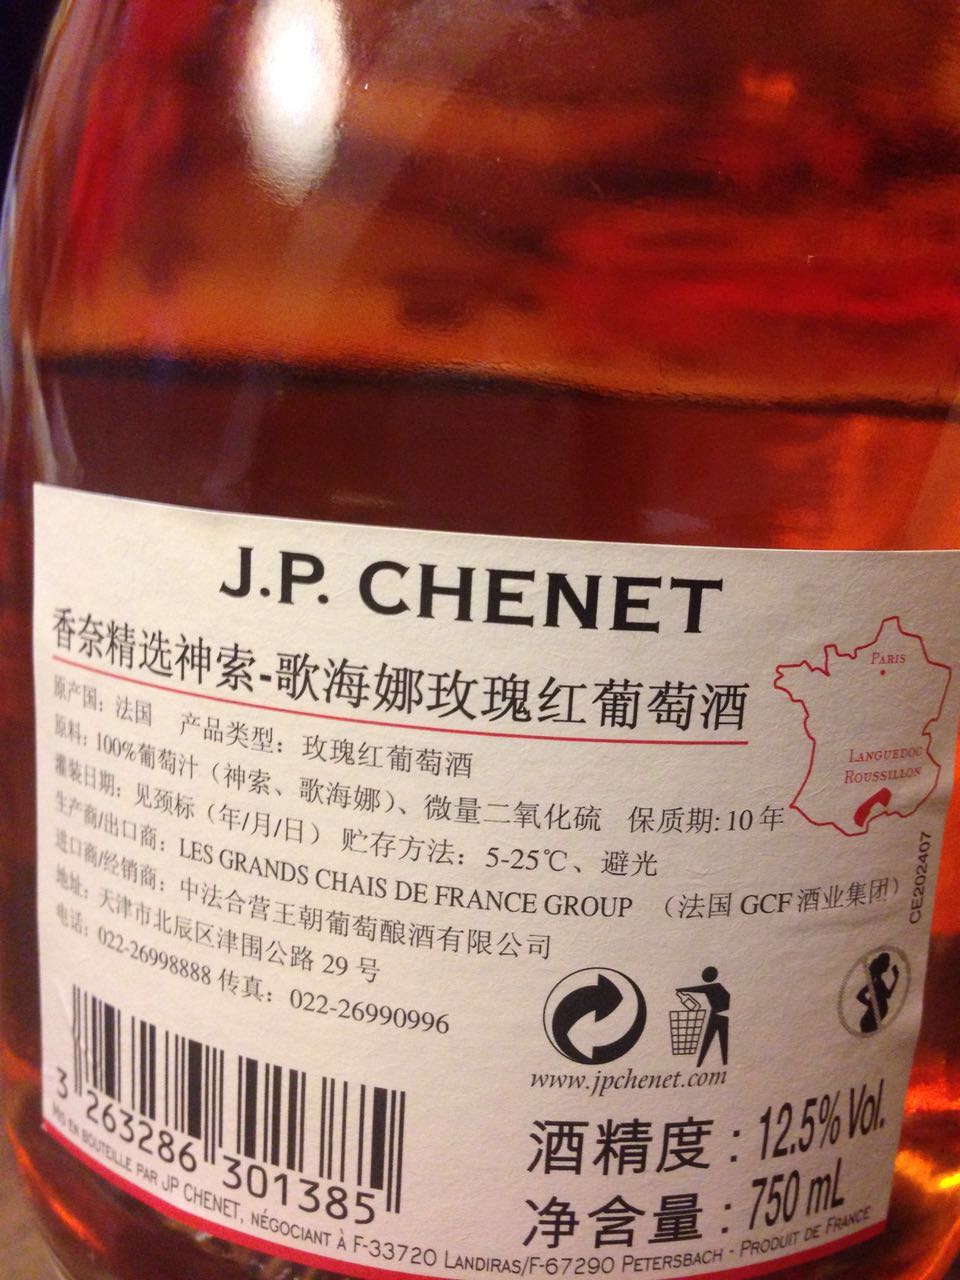 J.P. CHENET
香奈精选神索-歌海娜玫瑰红葡萄酒
原产国: 法国 产品类型: 玫瑰红葡萄酒
原料: 100%葡萄汁（神索、歌海娜）、微量二氧化硫 保质期: 10 年
灌装日期: 见颈标（年/月/日） 贮存方法: 5-25℃、避光
生产商/出口商: LES GRANDS CHAIS DE FRANCE GROUP （法国 GCF 酒业集团）
进口商/经销商: 中法合营王朝葡萄酿酒有限公司
地址: 天津市北辰区津围公路 29 号
电话: 022-26998888 传真: 022-26990996
PARIS
LANGUEDOC
ROUSSILLON
CE202407
www.jpchenet.com
酒精度: 12.5% Vol.
净含量: 750 mL
3 263286 301385
MIS EN BOUTEILLE PAR JP CHENET, NÉGOCIANT À F-33720 LANDIRAS/F-67290 PETERSBACH - PRODUIT DE FRANCE